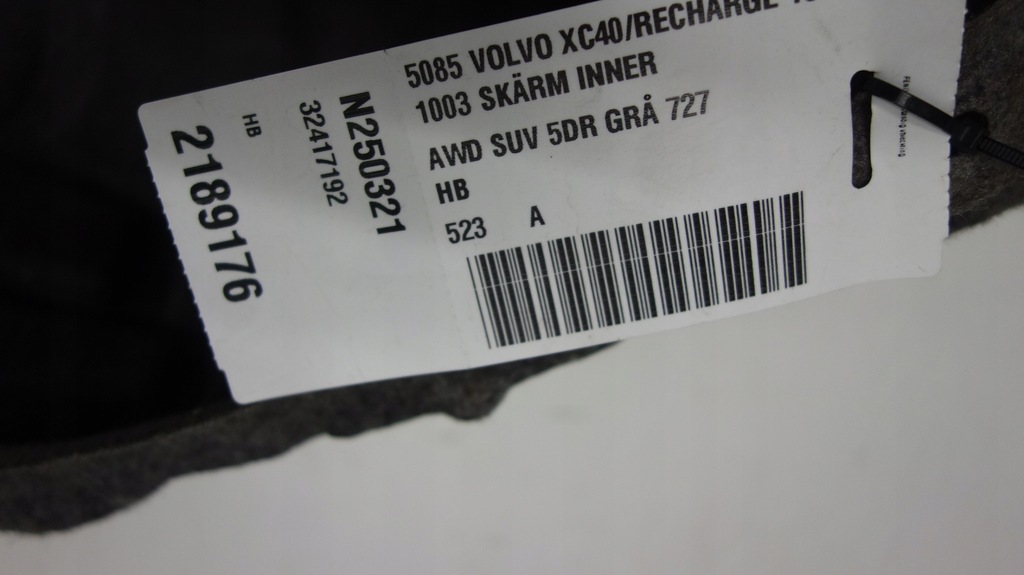 5085 VOLVO XC40/RECHARGE
1003 SKÄRM INNER
AWD SUV 5DR GRÅ 727
HB
523 A
N250321
32417192
HB
2189176